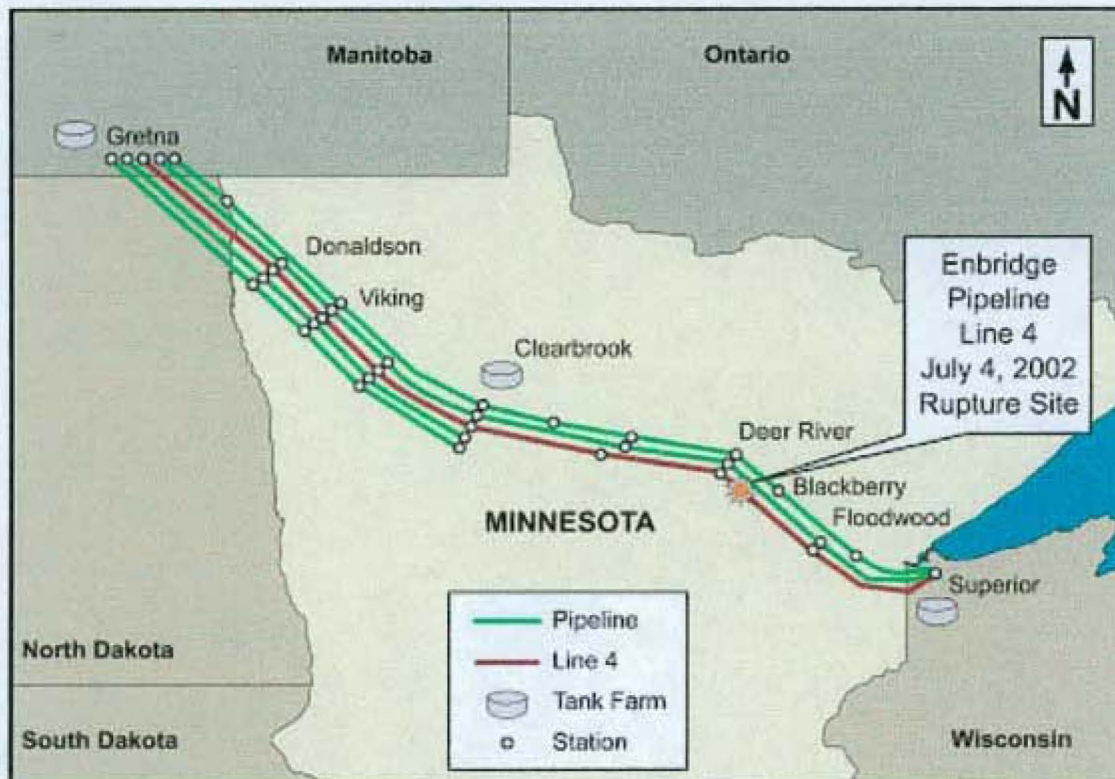 Manitoba
Ontario
N
Gretna
Donaldson
Viking
Clearbrook
Enbridge
Pipeline
Line 4
July 4, 2002
Rupture Site
Deer River
Blackberry
Floodwood
MINNESOTA
Superior
Pipeline
Line 4
Tank Farm
Station
North Dakota
South Dakota
Wisconsin